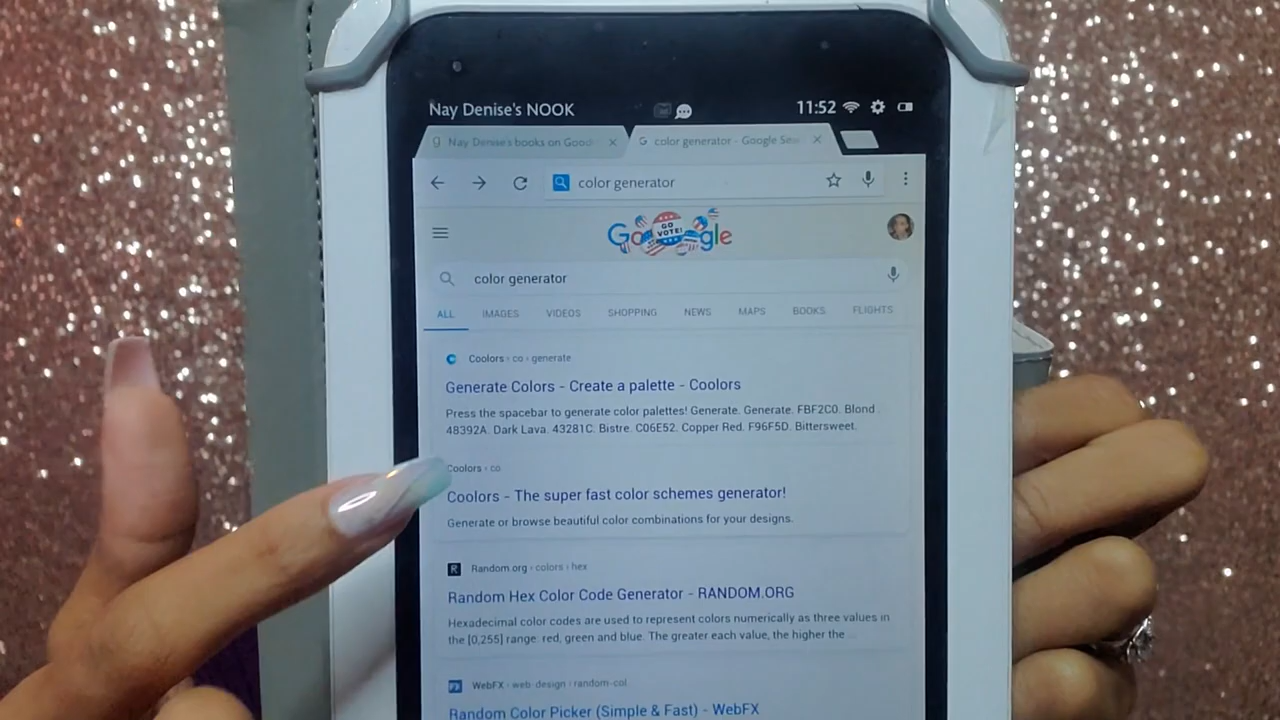 Nay Denise's NOOK 11:52
Nay Denise's books on Good
color generator - Google Sea
color generator
Google
GO VOTE!
color generator
ALL IMAGES VIDEOS SHOPPING NEWS MAPS BOOKS FLIGHTS
Coolors › co › generate
Generate Colors - Create a palette - Coolors
Press the spacebar to generate color palettes! Generate. Generate. FBF2C0. Blond.
48392A. Dark Lava. 43281C. Bistre. C06E52. Copper Red. F96F5D. Bittersweet.
Coolors › co
Coolors - The super fast color schemes generator!
Generate or browse beautiful color combinations for your designs.
R Random.org › colors › hex
Random Hex Color Code Generator - RANDOM.ORG
Hexadecimal color codes are used to represent colors numerically as three values in
the [0,255] range: red, green and blue. The greater each value, the higher the ...
WebFX › web-design › random-col
Random Color Picker (Simple & Fast) - WebFX